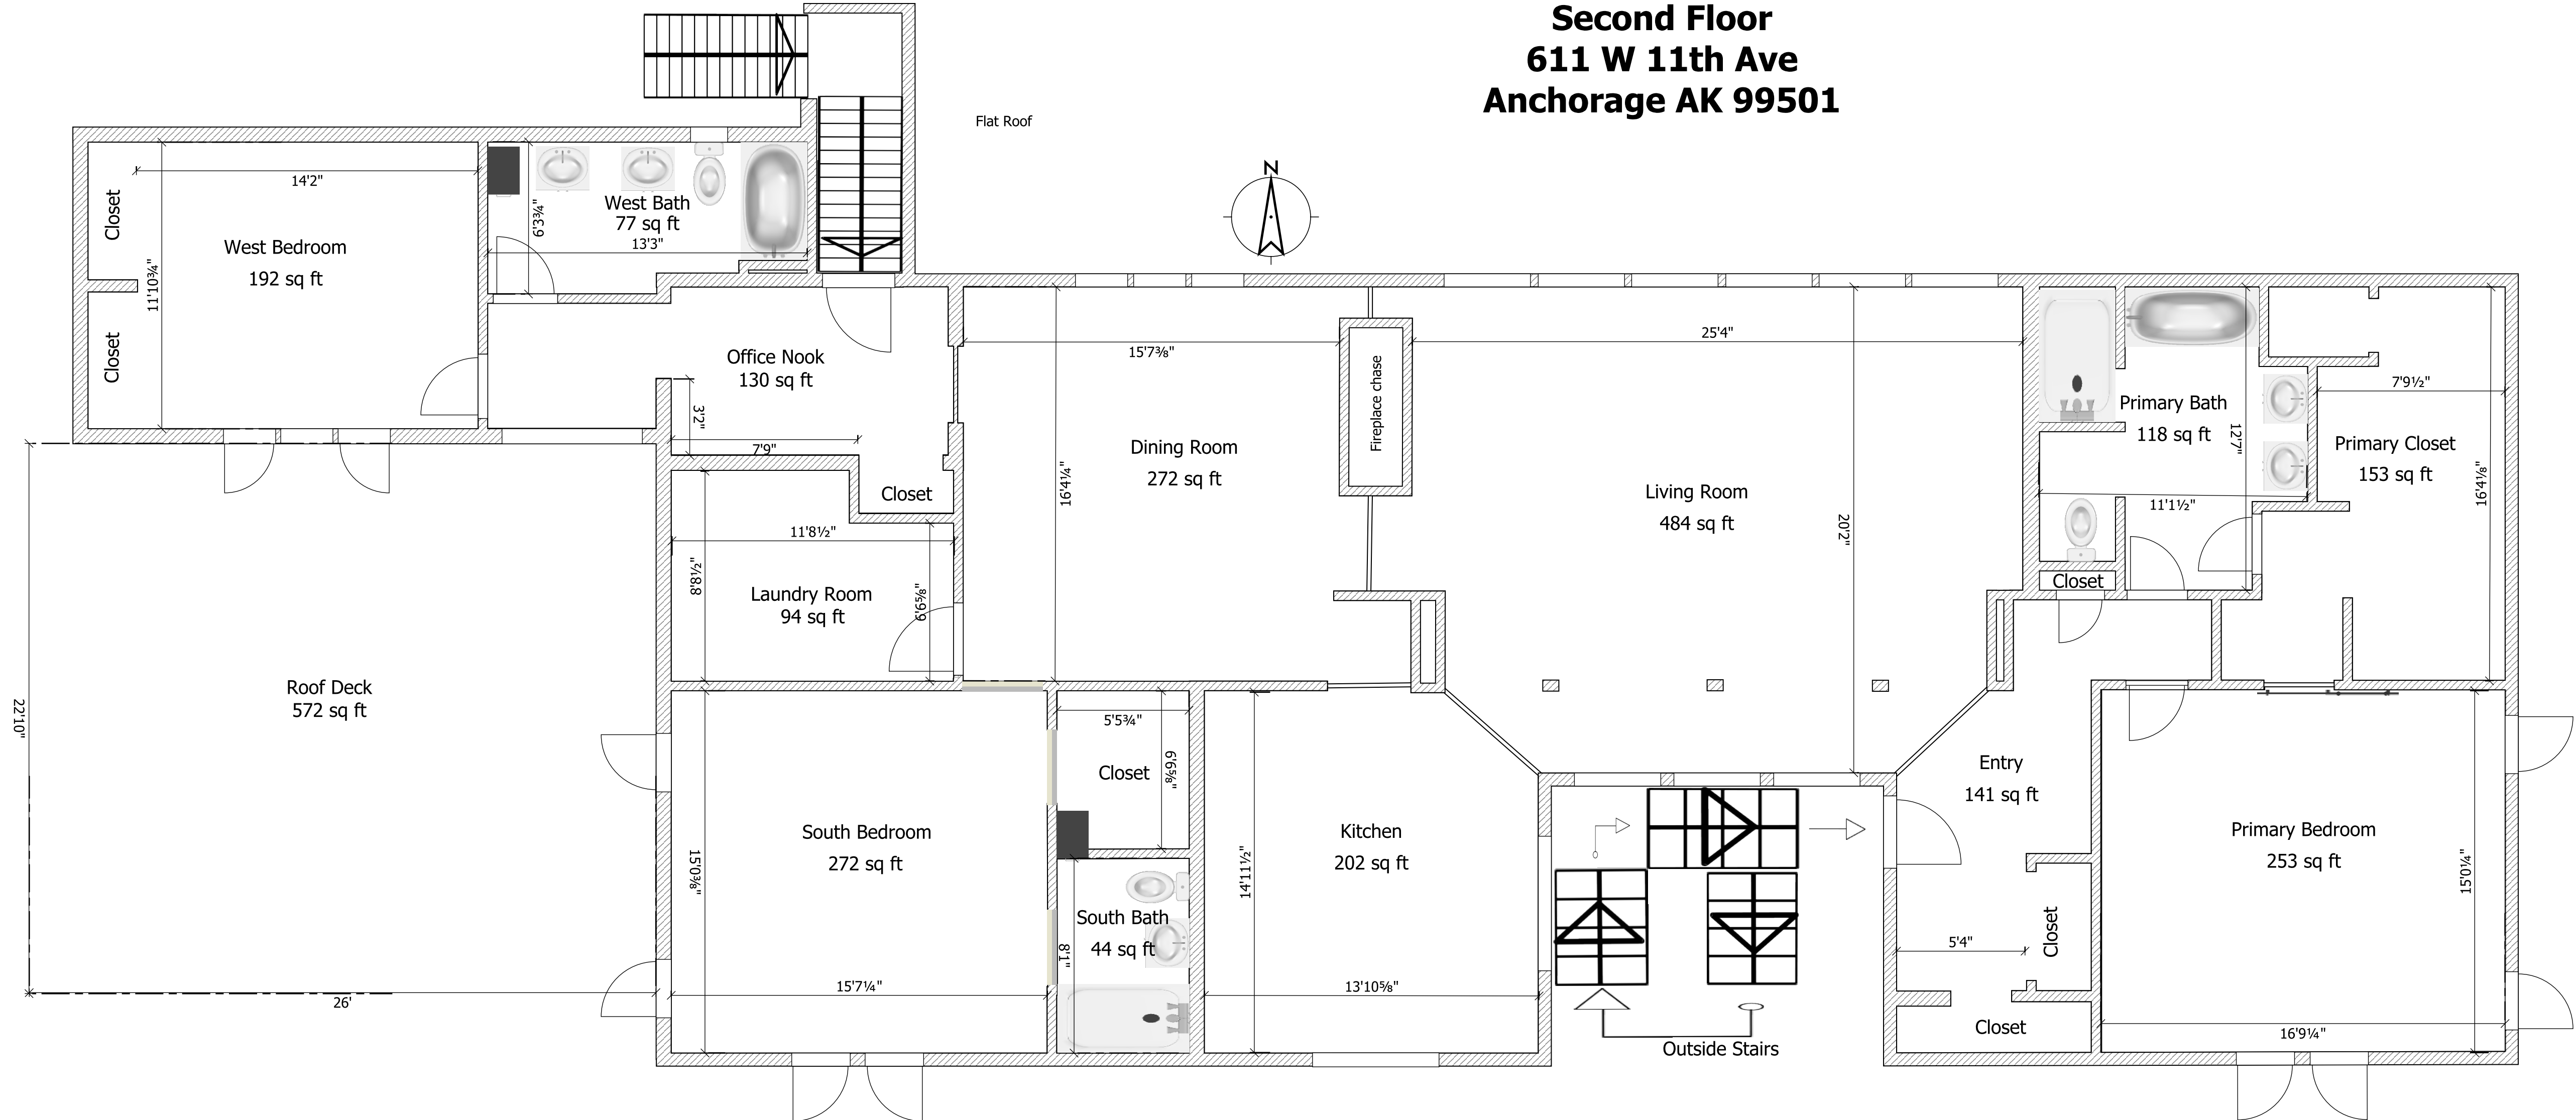 Second Floor
611 W 11th Ave
Anchorage AK 99501
Flat Roof
N
Closet
14'2"
West Bedroom
192 sq ft
11'10¾"
Closet
6'3¾"
West Bath
77 sq ft
13'3"
Office Nook
130 sq ft
3'2"
7'9"
Closet
15'7⅜"
Dining Room
272 sq ft
16'4¼"
Fireplace chase
25'4"
Living Room
484 sq ft
20'2"
Primary Bath
118 sq ft
12'7"
11'1½"
Closet
7'9½"
Primary Closet
153 sq ft
16'4⅛"
11'8½"
8'8½"
Laundry Room
94 sq ft
6'6⅝"
Roof Deck
572 sq ft
22'10"
26'
South Bedroom
272 sq ft
15'0⅜"
15'7¼"
5'5¾"
Closet
6'6⅝"
South Bath
44 sq ft
8'1"
Kitchen
202 sq ft
14'11½"
13'10⅝"
Outside Stairs
Entry
141 sq ft
5'4"
Closet
Closet
Primary Bedroom
253 sq ft
15'0¼"
16'9¼"